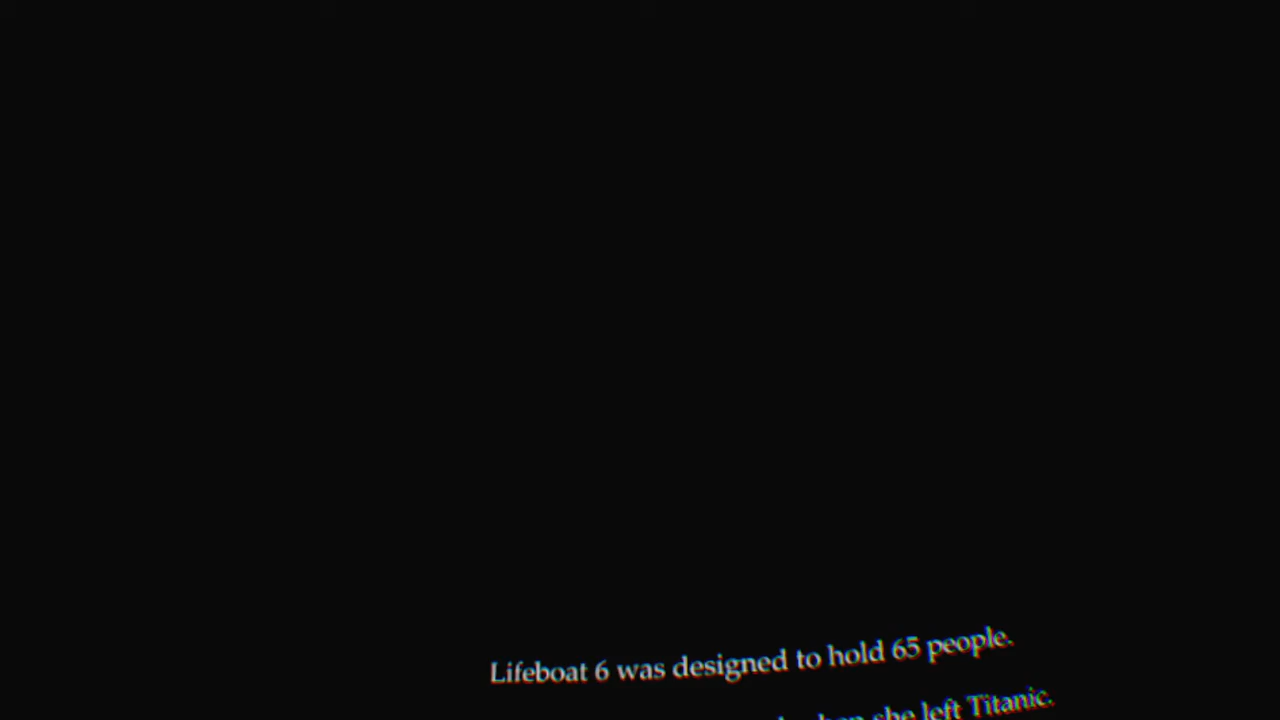 Lifeboat 6 was designed to hold 65 people.
she left Titanic.